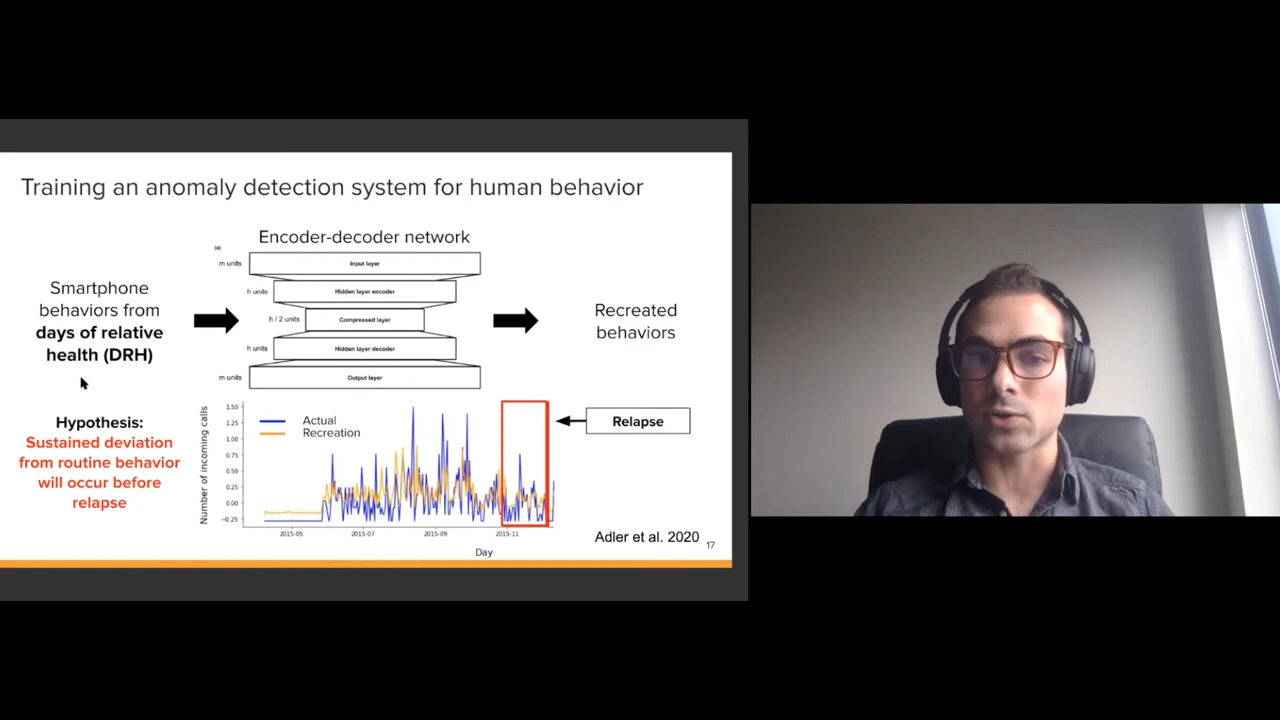 Training an anomaly detection system for human behavior
Smartphone
behaviors from
days of relative
health (DRH)
Hypothesis:
Sustained deviation
from routine behavior
will occur before
relapse
Encoder-decoder network
(a)
m units
Input layer
h units
Hidden layer encoder
h / 2 units
Compressed layer
h units
Hidden layer decoder
m units
Output layer
Recreated
behaviors
Number of incoming calls
1.50
1.25
1.00
0.75
0.50
0.25
0.00
−0.25
Actual
Recreation
2015-05
2015-07
2015-09
2015-11
Day
Relapse
Adler et al. 2020
17